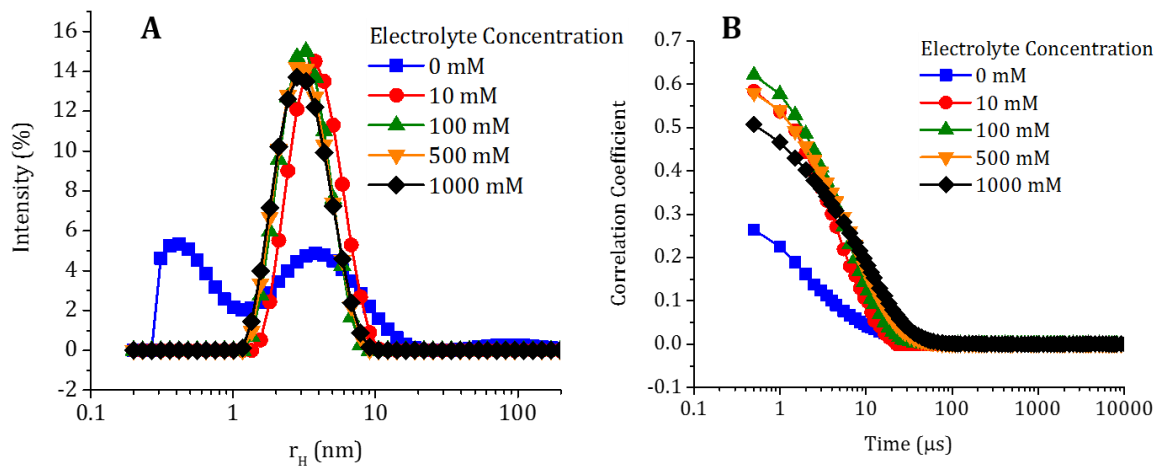 A
Electrolyte Concentration
0 mM
10 mM
100 mM
500 mM
1000 mM
16
14
12
10
8
6
4
2
0
-2
Intensity (%)
0.1
1
10
100
r_H (nm)
B
Electrolyte Concentration
0 mM
10 mM
100 mM
500 mM
1000 mM
0.7
0.6
0.5
0.4
0.3
0.2
0.1
0.0
-0.1
Correlation Coefficient
0.1
1
10
100
1000
10000
Time (µs)